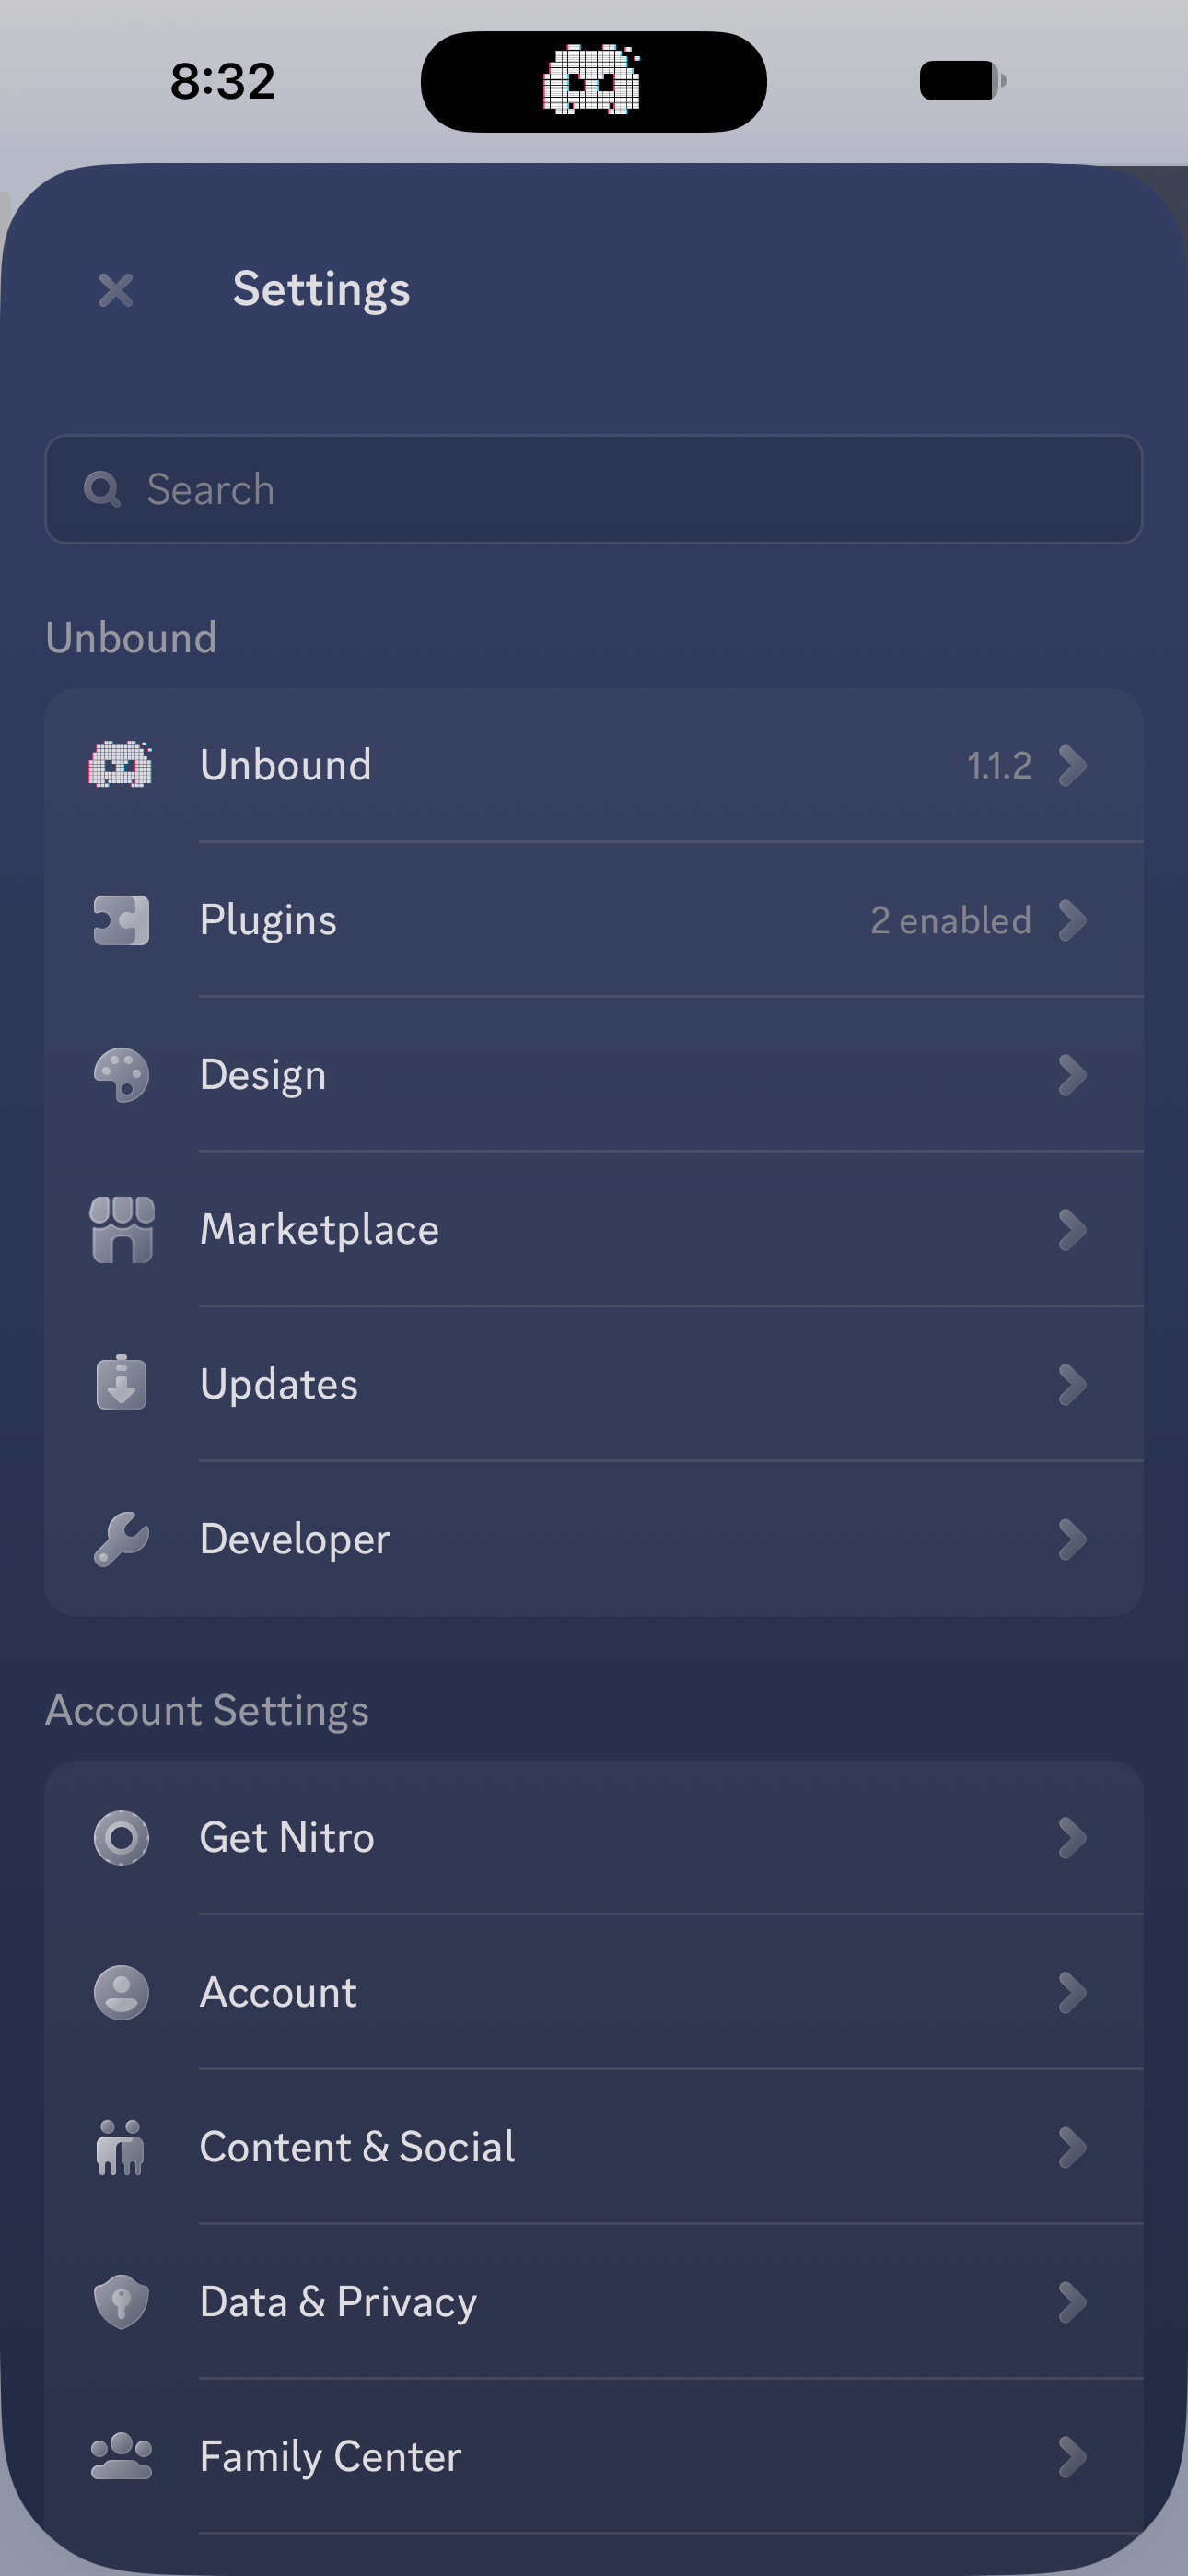 8:32
Settings
Search
Unbound
Unbound 1.1.2
Plugins 2 enabled
Design
Marketplace
Updates
Developer
Account Settings
Get Nitro
Account
Content & Social
Data & Privacy
Family Center